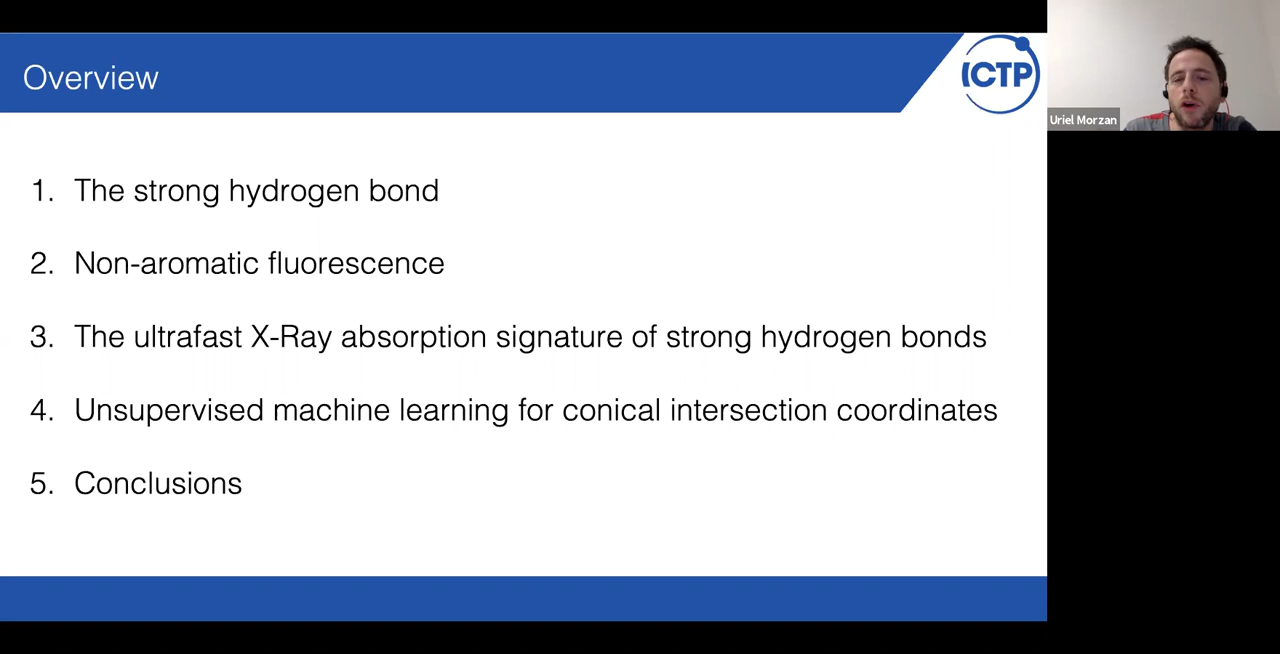 Overview
ICTP
Uriel Morzan
1. The strong hydrogen bond
2. Non-aromatic fluorescence
3. The ultrafast X-Ray absorption signature of strong hydrogen bonds
4. Unsupervised machine learning for conical intersection coordinates
5. Conclusions